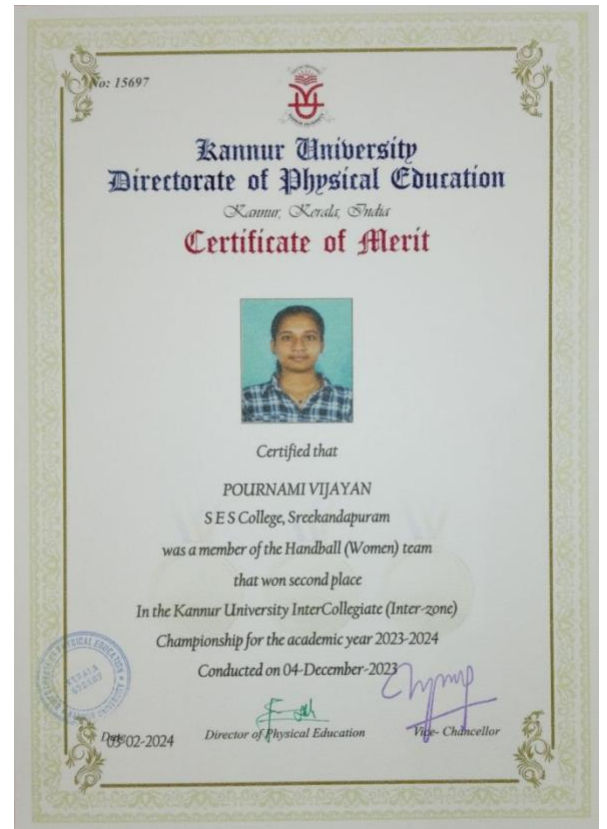 No: 15697
Kannur University
Directorate of Physical Education
Kannur, Kerala, India
Certificate of Merit
Certified that
POURNAMI VIJAYAN
S E S College, Sreekandapuram
was a member of the Handball (Women) team
that won second place
In the Kannur University InterCollegiate (Inter-zone)
Championship for the academic year 2023-2024
Conducted on 04-December-2023
Date
03-02-2024
Director of Physical Education
Vice- Chancellor